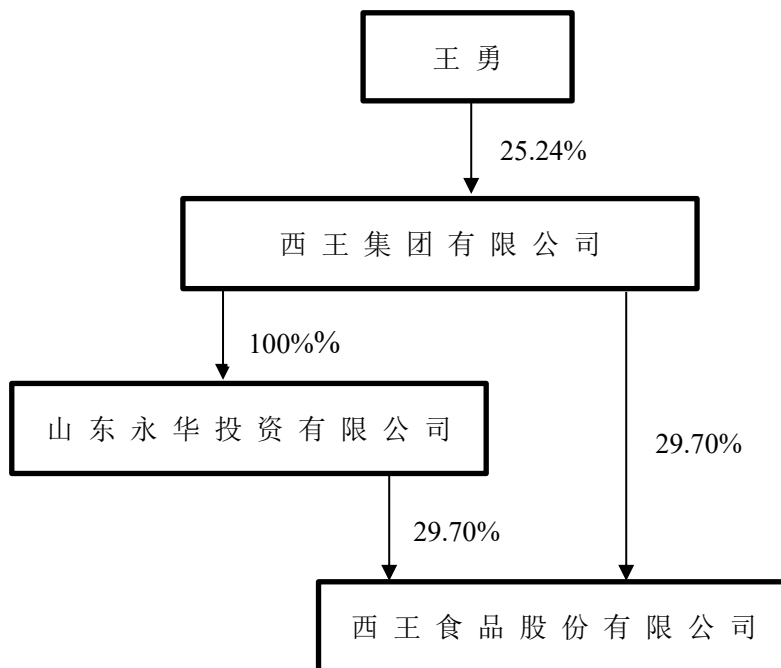 王 勇
25.24%
西 王 集 团 有 限 公 司
100%%
山 东 永 华 投 资 有 限 公 司
29.70%
29.70%
西 王 食 品 股 份 有 限 公 司